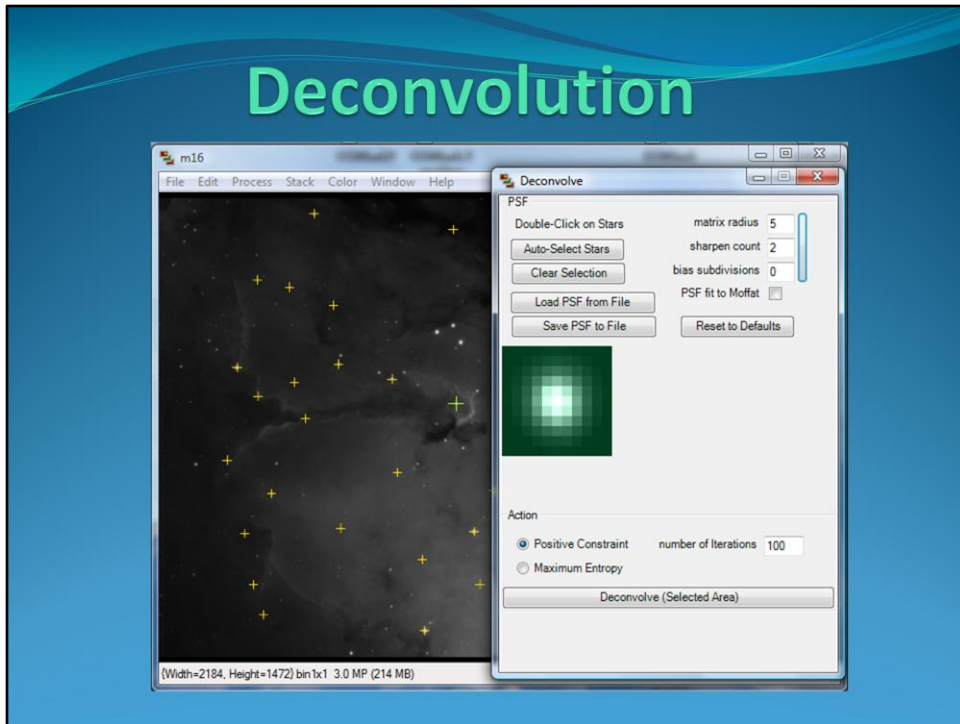 Deconvolution
m16
File Edit Process Stack Color Window Help
{Width=2184, Height=1472} bin1x1 3.0 MP (214 MB)
Deconvolve
PSF
Double-Click on Stars
Auto-Select Stars
Clear Selection
Load PSF from File
Save PSF to File
matrix radius 5
sharpen count 2
bias subdivisions 0
PSF fit to Moffat
Reset to Defaults
Action
Positive Constraint
Maximum Entropy
number of Iterations 100
Deconvolve (Selected Area)